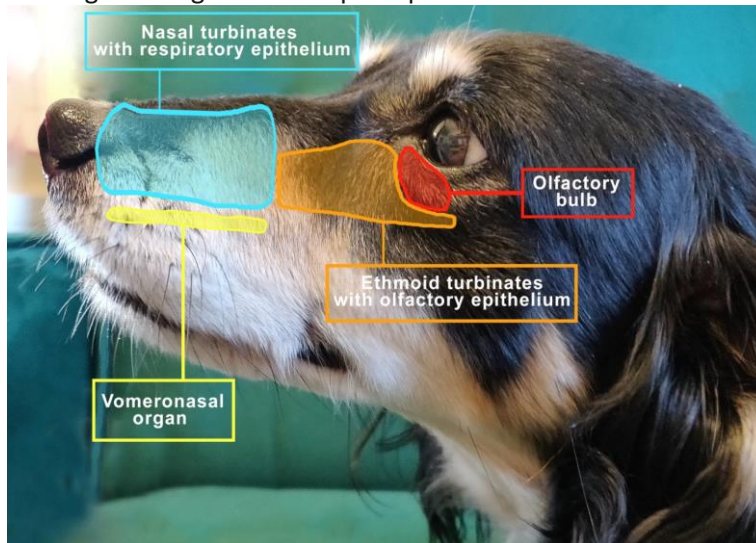 Nasal turbinates
with respiratory epithelium
Olfactory
bulb
Ethmoid turbinates
with olfactory epithelium
Vomeronasal
organ